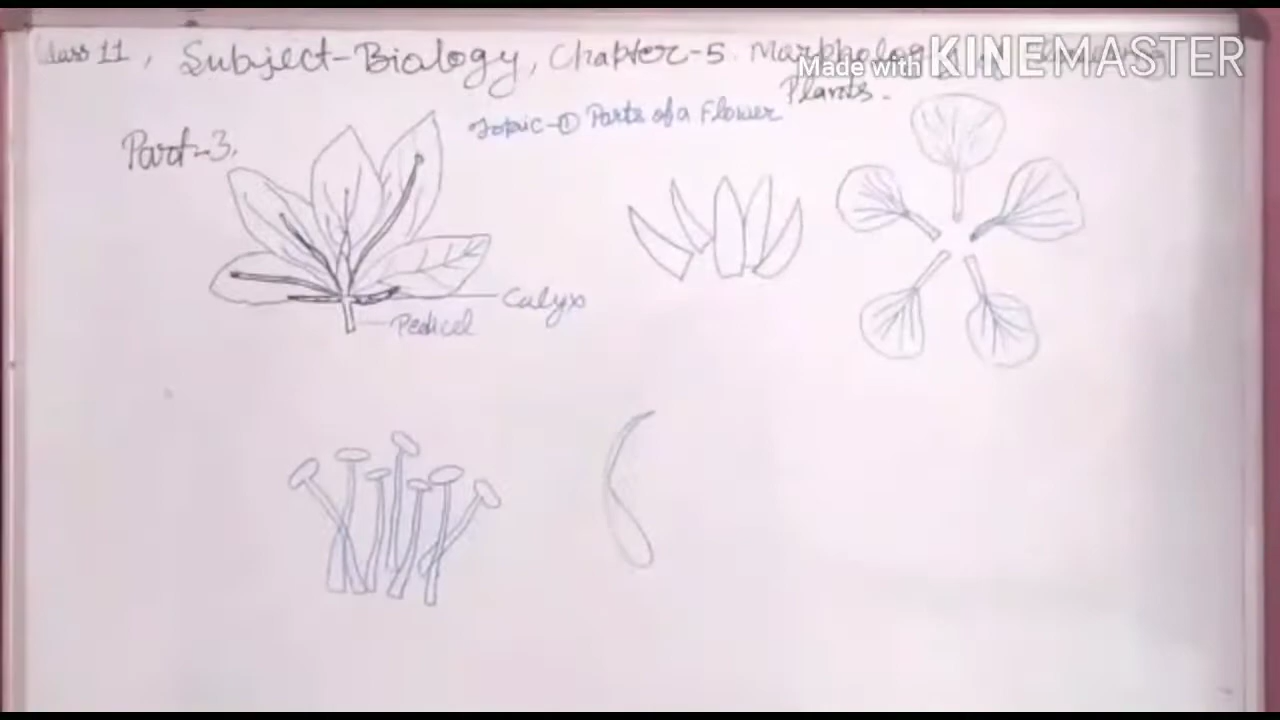 Class 11, Subject-Biology, Chapter-5. Morphology
Plants.
Made with KINEMASTER
Topic-① Parts of a Flower
Part-3.
Calyx
Pedicel